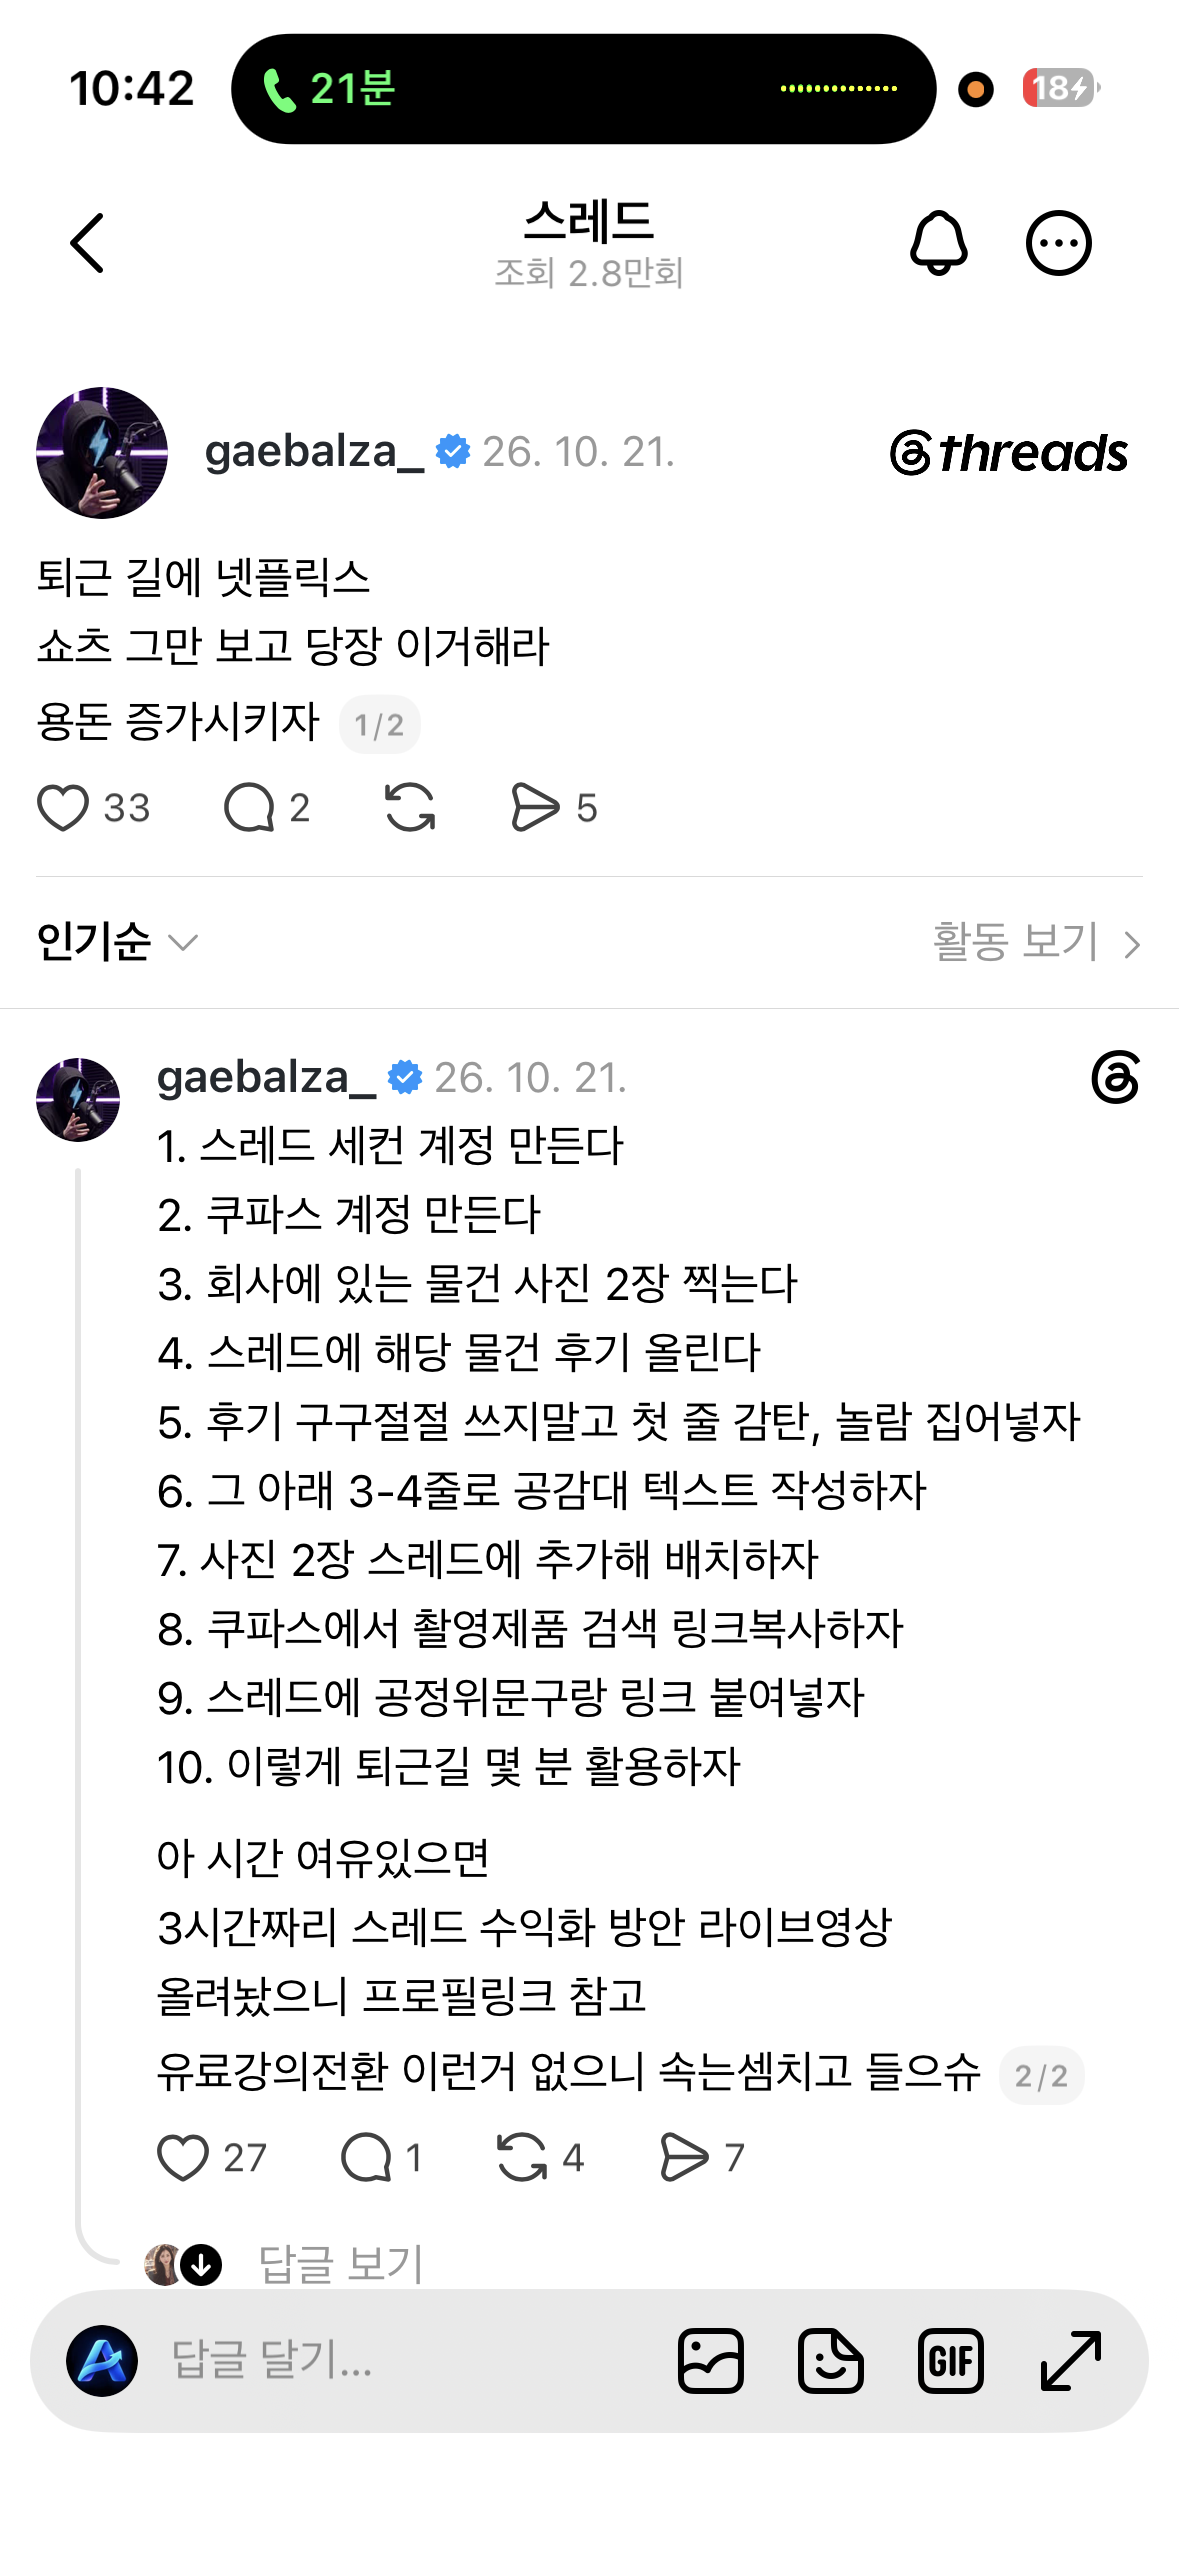 10:42
21분
18
스레드
조회 2.8만회
gaebalza_ 26. 10. 21.
threads
퇴근 길에 넷플릭스
쇼츠 그만 보고 당장 이거해라
용돈 증가시키자 1/2
33 2 5
인기순
활동 보기
gaebalza_ 26. 10. 21.
1. 스레드 세컨 계정 만든다
2. 쿠파스 계정 만든다
3. 회사에 있는 물건 사진 2장 찍는다
4. 스레드에 해당 물건 후기 올린다
5. 후기 구구절절 쓰지말고 첫 줄 감탄, 놀람 집어넣자
6. 그 아래 3-4줄로 공감대 텍스트 작성하자
7. 사진 2장 스레드에 추가해 배치하자
8. 쿠파스에서 촬영제품 검색 링크복사하자
9. 스레드에 공정위문구랑 링크 붙여넣자
10. 이렇게 퇴근길 몇 분 활용하자
아 시간 여유있으면
3시간짜리 스레드 수익화 방안 라이브영상
올려놨으니 프로필링크 참고
유료강의전환 이런거 없으니 속는셈치고 들으슈 2/2
27 1 4 7
답글 보기
답글 달기...
GIF